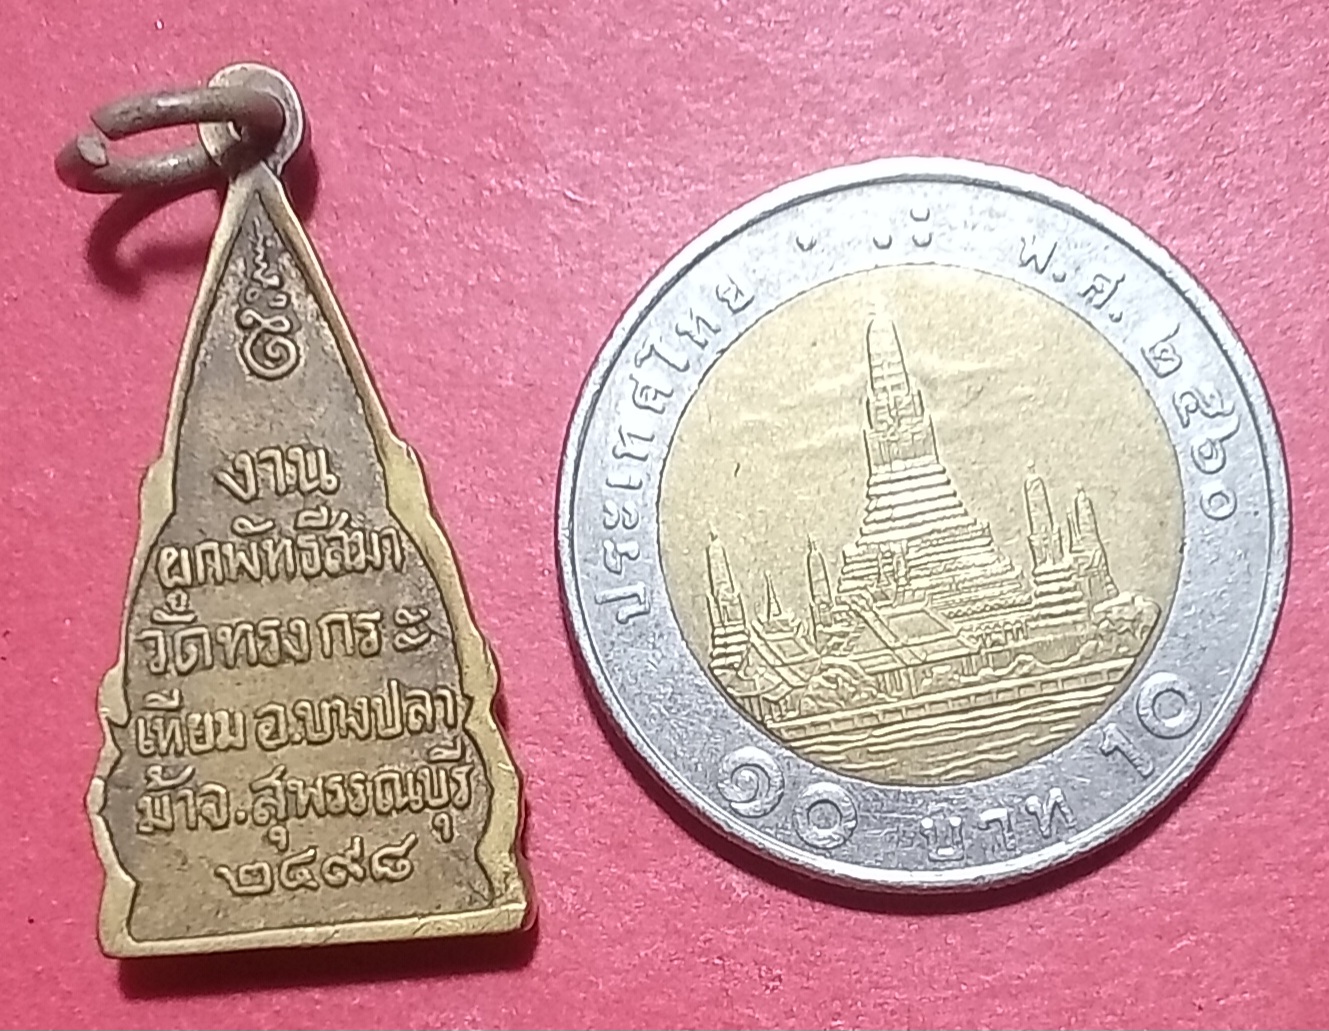 งาน
ผูกพัทธสีมา
วัดทรงกระ
เทียม อ.บางปลา
ม้า จ.สุพรรณบุรี
๒๔๙๘
ประเทศไทย
พ.ศ. ๒๕๖๐
๑๐ บาท 10